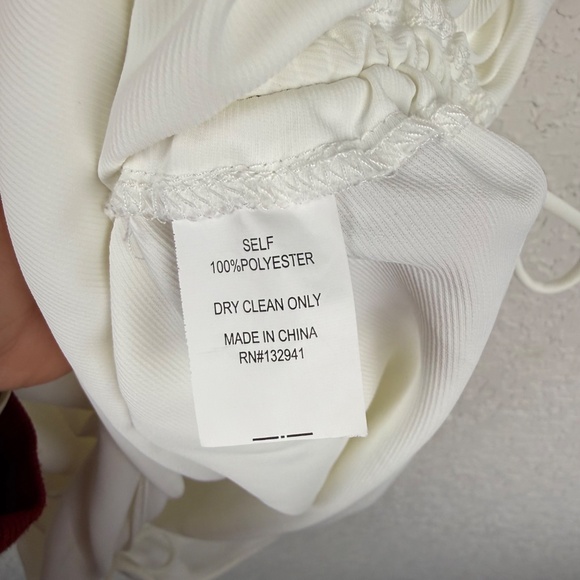 SELF
100%POLYESTER
DRY CLEAN ONLY
MADE IN CHINA
RN#132941